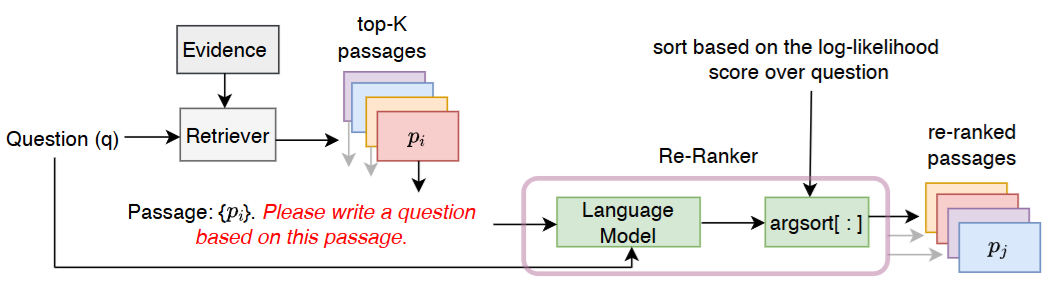 top-K
passages
Evidence
sort based on the log-likelihood
score over question
Question (q)
Retriever
p_i
Re-Ranker
re-ranked
passages
Passage: {p_i}. Please write a question
based on this passage.
Language
Model
argsort[ : ]
p_j